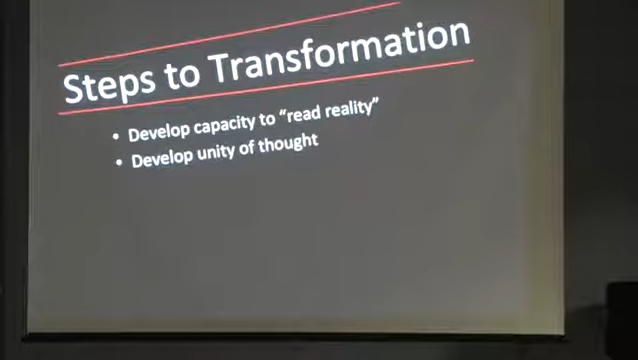 Steps to Transformation
• Develop capacity to “read reality”
• Develop unity of thought